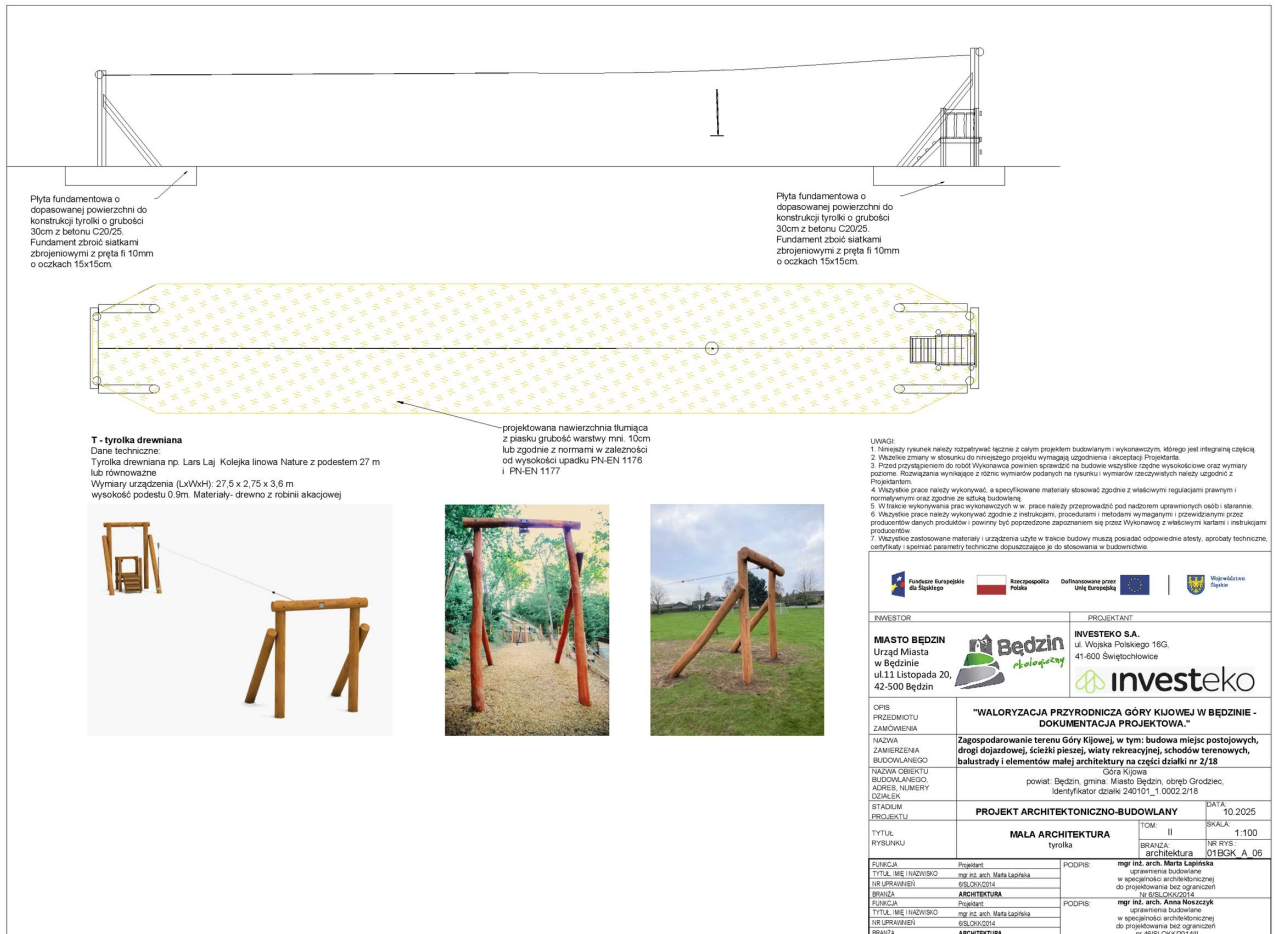 Płyta fundamentowa o
dopasowanej powierzchni do
konstrukcji tyrolki o grubości
30cm z betonu C20/25.
Fundament zbroić siatkami
zbrojeniowymi z pręta fi 10mm
o oczkach 15x15cm.
Płyta fundamentowa o
dopasowanej powierzchni do
konstrukcji tyrolki o grubości
30cm z betonu C20/25.
Fundament zboić siatkami
zbrojeniowymi z pręta fi 10mm
o oczkach 15x15cm.
projektowana nawierzchnia tłumiąca
z piasku grubość warstwy mni. 10cm
lub zgodnie z normami w zależności
od wysokości upadku PN-EN 1176
i PN-EN 1177
T - tyrolka drewniana
Dane techniczne:
Tyrolka drewniana np. Lars Laj Kolejka linowa Nature z podestem 27 m
lub równoważne
Wymiary urządzenia (LxWxH): 27,5 x 2,75 x 3,6 m
wysokość podestu 0.9m. Materiały- drewno z robinii akacjowej
UWAGI:
1. Niniejszy rysunek należy rozpatrywać łącznie z całym projektem budowlanym i wykonawczym, którego jest integralną częścią.
2. Wszelkie zmiany w stosunku do niniejszego projektu wymagają uzgodnienia i akceptacji Projektanta.
3. Przed przystąpieniem do robót Wykonawca powinien sprawdzić na budowie wszystkie rzędne wysokościowe oraz wymiary
poziome. Rozwiązania wynikające z różnic wymiarów podanych na rysunku i wymiarów rzeczywistych należy uzgodnić z
Projektantem.
4. Wszystkie prace należy wykonywać, a specyfikowane materiały stosować zgodnie z właściwymi regulacjami prawnym i
normatywnymi oraz zgodnie ze sztuką budowlaną.
5. W trakcie wykonywania prac wykonawczych w w. prace należy przeprowadzić pod nadzorem uprawnionych osób i starannie.
6. Wszystkie prace należy wykonywać zgodnie z instrukcjami, procedurami i metodami wymaganymi i przewidzianymi przez
producentów danych produktów i powinny być poprzedzone zapoznaniem się przez Wykonawcę z właściwymi kartami i instrukcjami
producentów.
7. Wszystkie zastosowane materiały i urządzenia użyte w trakcie budowy muszą posiadać odpowiednie atesty, aprobaty techniczne,
certyfikaty i spełniać parametry techniczne dopuszczające je do stosowania w budownictwie.
Fundusze Europejskie
dla Śląskiego
Rzeczpospolita
Polska
Dofinansowane przez
Unię Europejską
Województwo
Śląskie
INWESTOR
PROJEKTANT
MIASTO BĘDZIN
Urząd Miasta
w Będzinie
ul.11 Listopada 20,
42-500 Będzin
Będzin
ekologiczny
INVESTEKO S.A.
ul. Wojska Polskiego 16G,
41-600 Świętochłowice
investeko
OPIS
PRZEDMIOTU
ZAMÓWIENIA
"WALORYZACJA PRZYRODNICZA GÓRY KIJOWEJ W BĘDZINIE -
DOKUMENTACJA PROJEKTOWA."
NAZWA
ZAMIERZENIA
BUDOWLANEGO
Zagospodarowanie terenu Góry Kijowej, w tym: budowa miejsc postojowych,
drogi dojazdowej, ścieżki pieszej, wiaty rekreacyjnej, schodów terenowych,
balustrady i elementów małej architektury na części działki nr 2/18
NAZWA OBIEKTU
BUDOWLANEGO,
ADRES, NUMERY
DZIAŁEK
Góra Kijowa
powiat: Będzin, gmina: Miasto Będzin, obręb Grodziec,
Identyfikator działki 240101_1.0002.2/18
STADIUM
PROJEKTU
PROJEKT ARCHITEKTONICZNO-BUDOWLANY
DATA:
10.2025
TYTUŁ
RYSUNKU
MAŁA ARCHITEKTURA
tyrolka
TOM:
II
SKALA:
1:100
BRANŻA:
architektura
NR RYS.:
01BGK_A_06
FUNKCJA
Projektant
TYTUŁ, IMIĘ I NAZWISKO
mgr inż. arch. Marta Łapińska
NR UPRAWNIEŃ
6/SLOKK/2014
BRANŻA
ARCHITEKTURA
PODPIS:
mgr inż. arch. Marta Łapińska
uprawnienia budowlane
w specjalności architektonicznej
do projektowania bez ograniczeń
Nr 6/SLOKK/2014
FUNKCJA
Projektant
TYTUŁ, IMIĘ I NAZWISKO
mgr inż. arch. Marta Łapińska
NR UPRAWNIEŃ
6/SLOKK/2014
BRANŻA
ARCHITEKTURA
PODPIS:
mgr inż. arch. Anna Noszczyk
uprawnienia budowlane
w specjalności architektonicznej
do projektowania bez ograniczeń